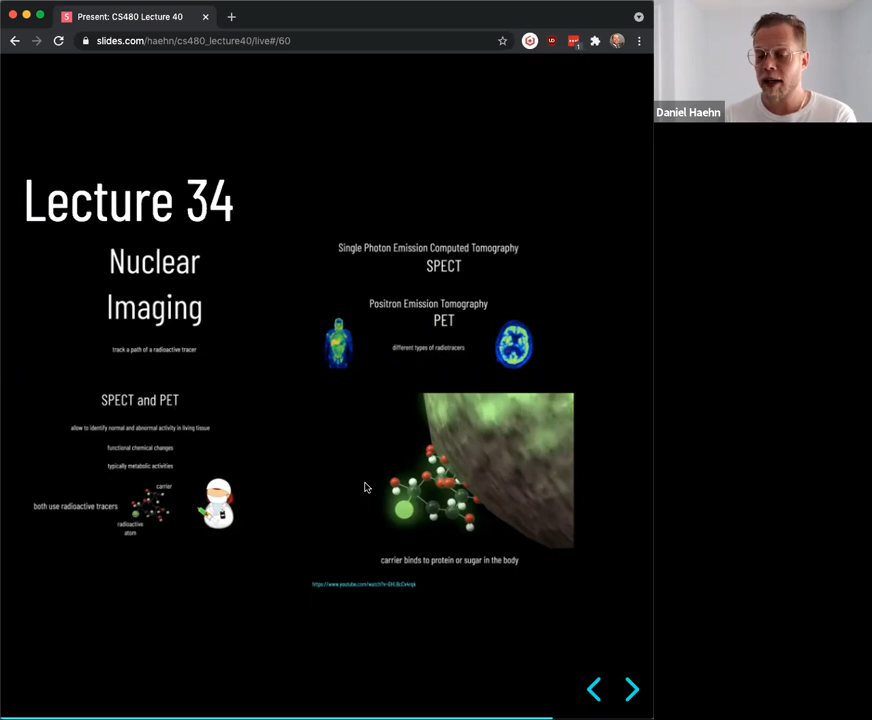 Present: CS480 Lecture 40
slides.com/haehn/cs480_lecture40/live#/60
Daniel Haehn
Lecture 34
Nuclear
Imaging
track a path of a radioactive tracer
Single Photon Emission Computed Tomography
SPECT
Positron Emission Tomography
PET
different types of radiotracers
SPECT and PET
allow to identify normal and abnormal activity in living tissue
functional chemical changes
typically metabolic activities
carrier
both use radioactive tracers
radioactive
atom
carrier binds to protein or sugar in the body